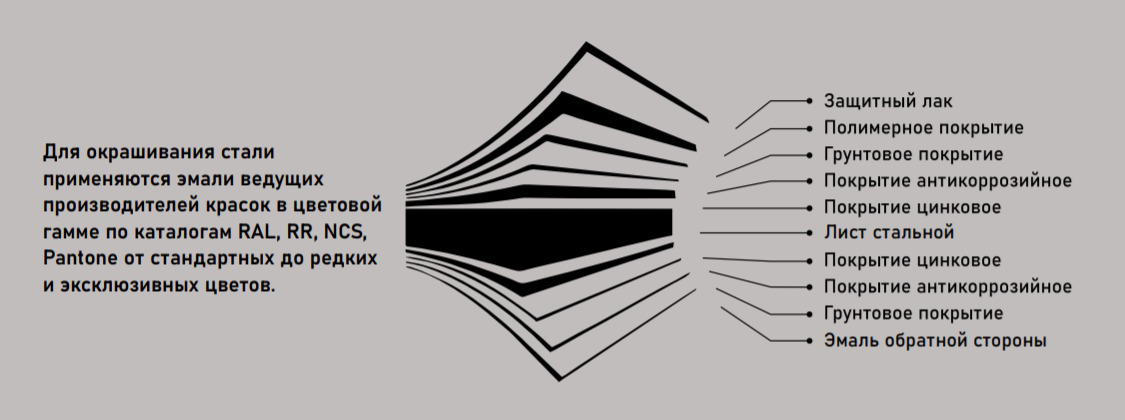 Для окрашивания стали
применяются эмали ведущих
производителей красок в цветовой
гамме по каталогам RAL, RR, NCS,
Pantone от стандартных до редких
и эксклюзивных цветов.
Защитный лак
Полимерное покрытие
Грунтовое покрытие
Покрытие антикоррозийное
Покрытие цинковое
Лист стальной
Покрытие цинковое
Покрытие антикоррозийное
Грунтовое покрытие
Эмаль обратной стороны